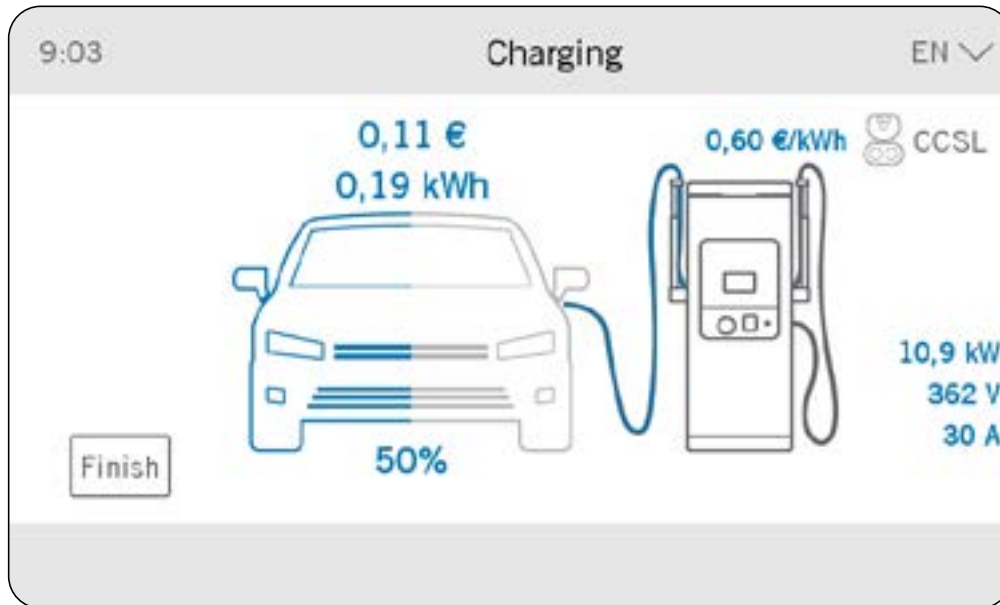 9:03
Charging
EN
0,11 €
0,19 kWh
0,60 €/kWh
CCSL
10,9 kW
362 V
30 A
50%
Finish